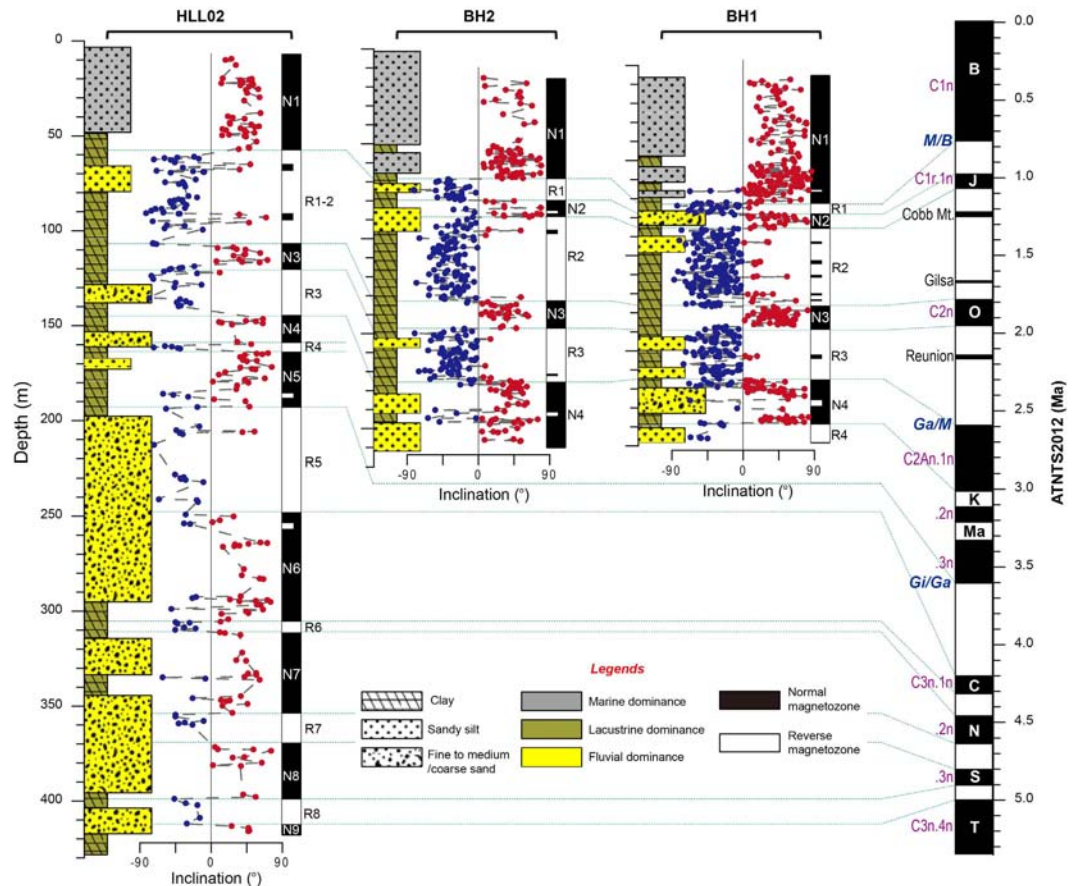 HLL02
BH2
BH1
0
50
100
150
200
250
300
350
400
Depth (m)
N1
R1-2
N3
R3
N4
R4
N5
R5
N6
R6
N7
R7
N8
R8
N9
-90 0 90
Inclination (°)
N1
R1
N2
R2
N3
R3
N4
-90 0 90
Inclination (°)
N1
R1
N2
R2
N3
R3
N4
R4
-90 0 90
Inclination (°)
C1n
M/B
C1r.1n
Cobb Mt.
Gilsa
C2n
Reunion
Ga/M
C2An.1n
.2n
.3n
Gi/Ga
C3n.1n
.2n
.3n
C3n.4n
B
J
O
K
Ma
C
N
S
T
0.0
0.5
1.0
1.5
2.0
2.5
3.0
3.5
4.0
4.5
5.0
ATNTS2012 (Ma)
Legends
Clay
Sandy silt
Fine to medium
/coarse sand
Marine dominance
Lacustrine dominance
Fluvial dominance
Normal
magnetozone
Reverse
magnetozone